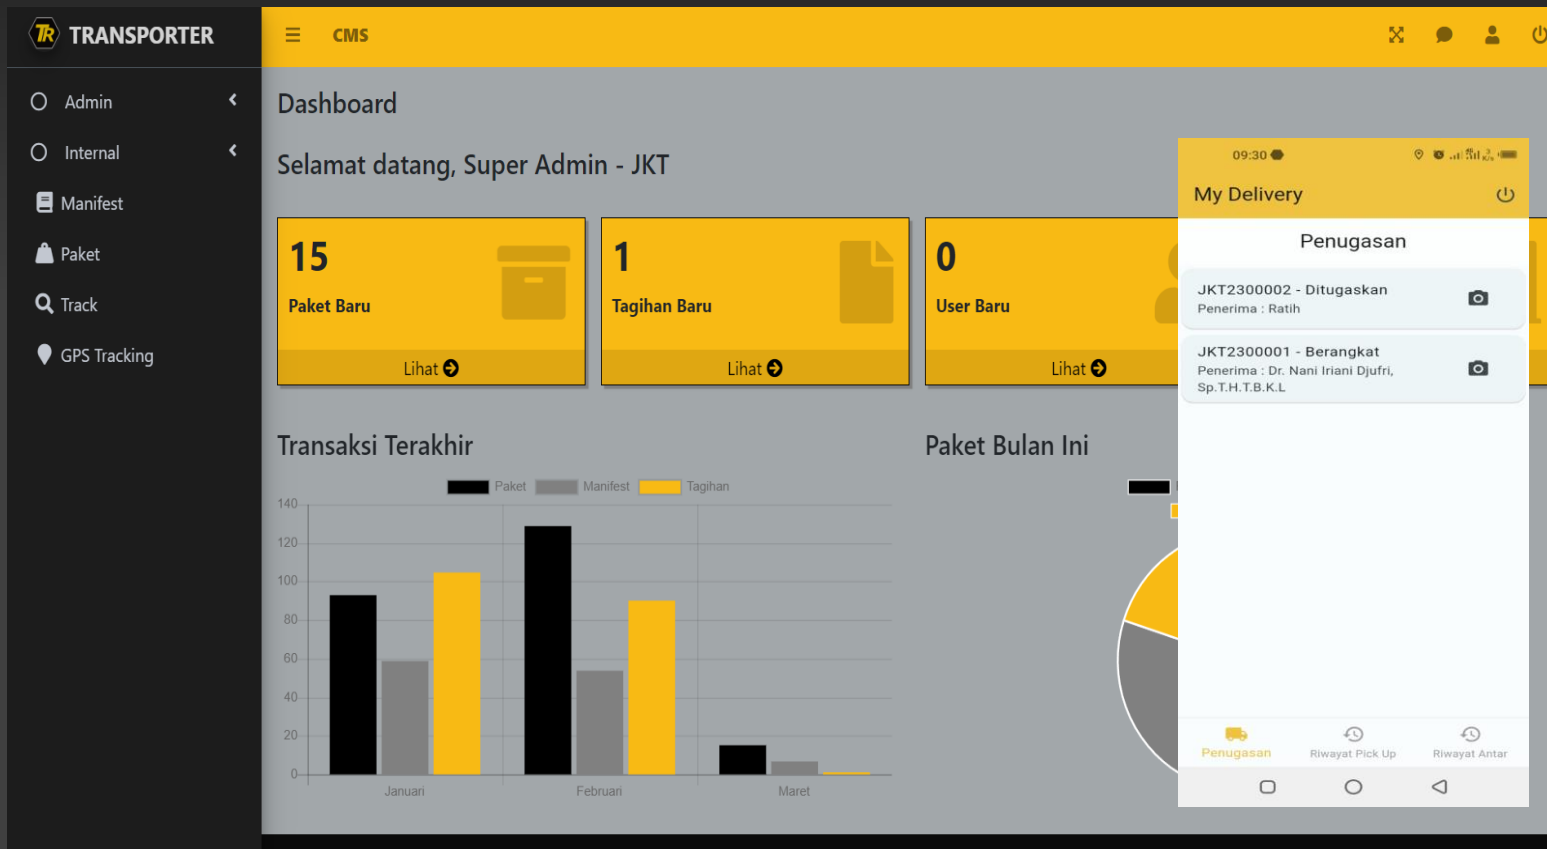 TR TRANSPORTER
CMS
Admin
Internal
Manifest
Paket
Track
GPS Tracking
Dashboard
Selamat datang, Super Admin - JKT
15
Paket Baru
Lihat
1
Tagihan Baru
Lihat
0
User Baru
Lihat
Transaksi Terakhir
Paket Manifest Tagihan
140
120
100
80
60
40
20
0
Januari Februari Maret
Paket Bulan Ini
09:30
My Delivery
Penugasan
JKT2300002 - Ditugaskan
Penerima : Ratih
JKT2300001 - Berangkat
Penerima : Dr. Nani Iriani Djufri,
Sp.T.H.T.B.K.L
Penugasan Riwayat Pick Up Riwayat Antar